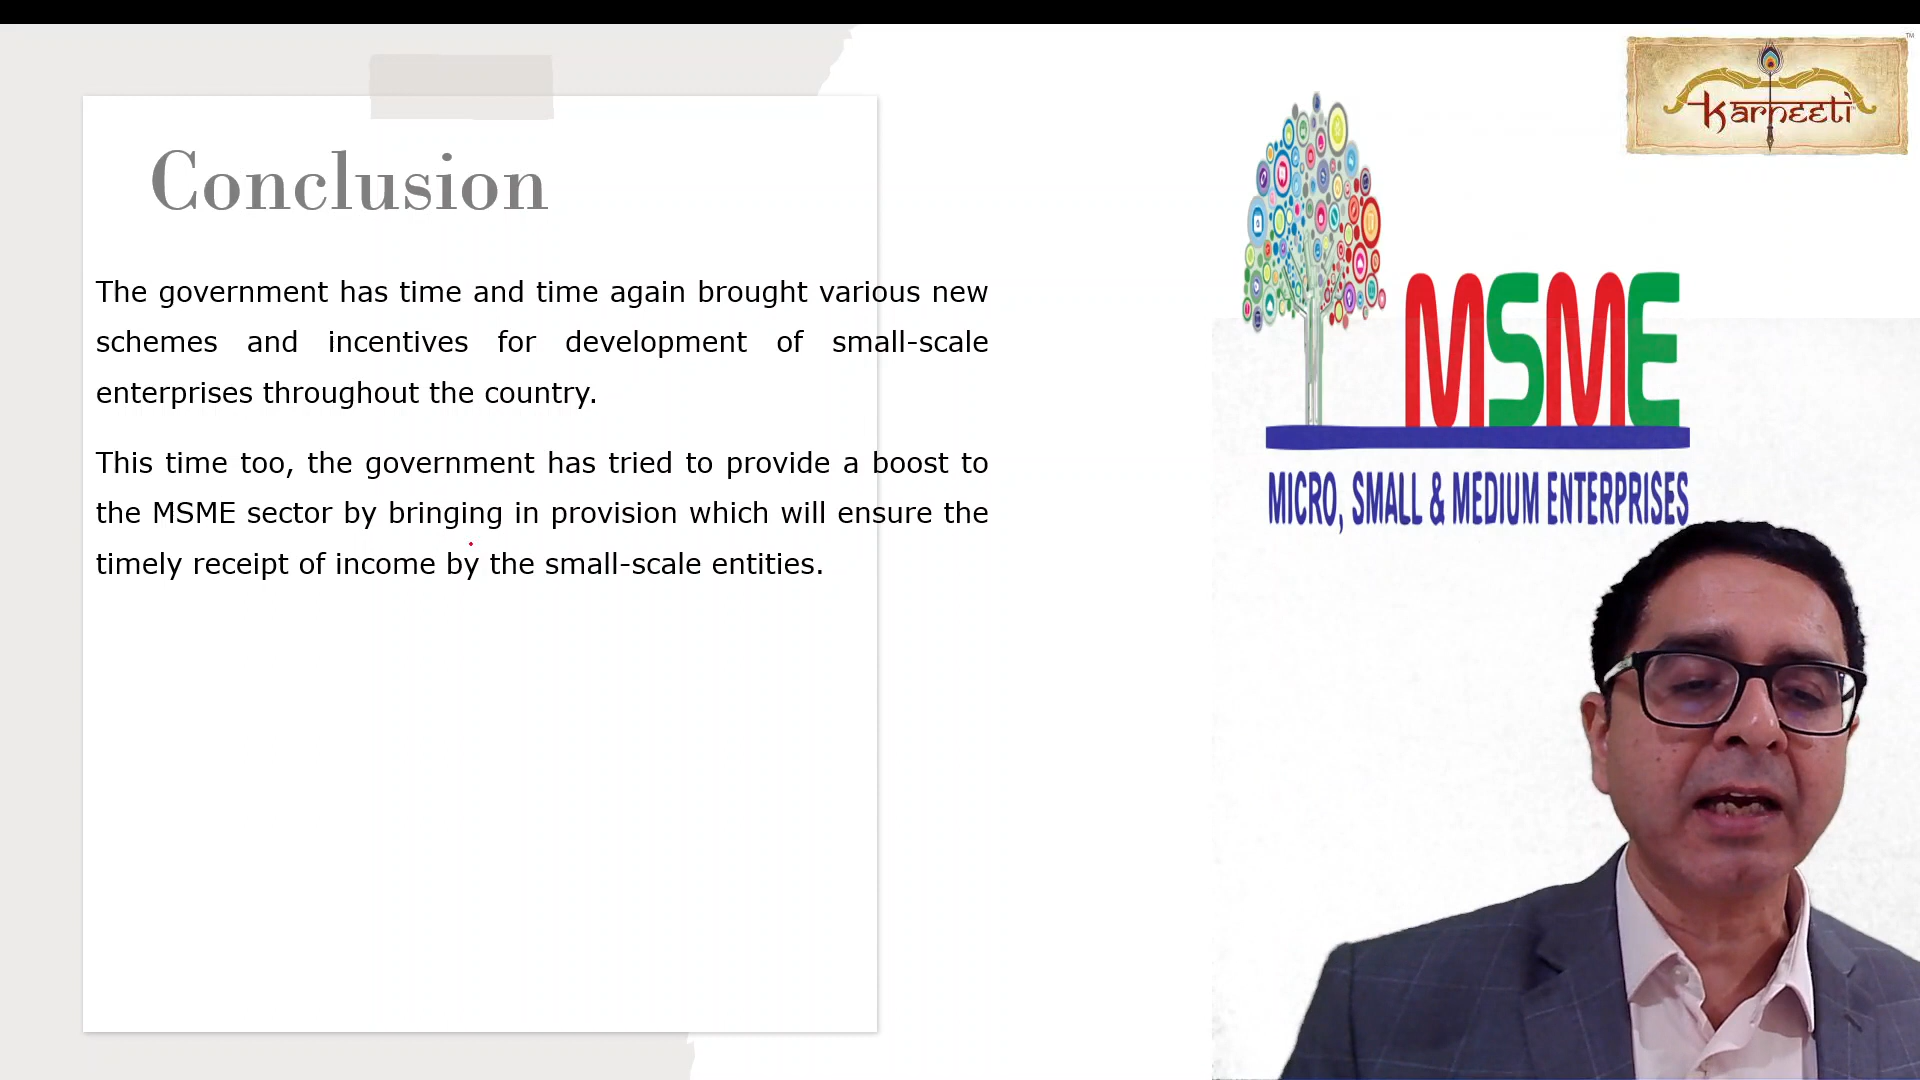 Karneeti
TM
Conclusion
The government has time and time again brought various new
schemes and incentives for development of small-scale
enterprises throughout the country.
This time too, the government has tried to provide a boost to
the MSME sector by bringing in provision which will ensure the
timely receipt of income by the small-scale entities.
MSME
MICRO, SMALL & MEDIUM ENTERPRISES